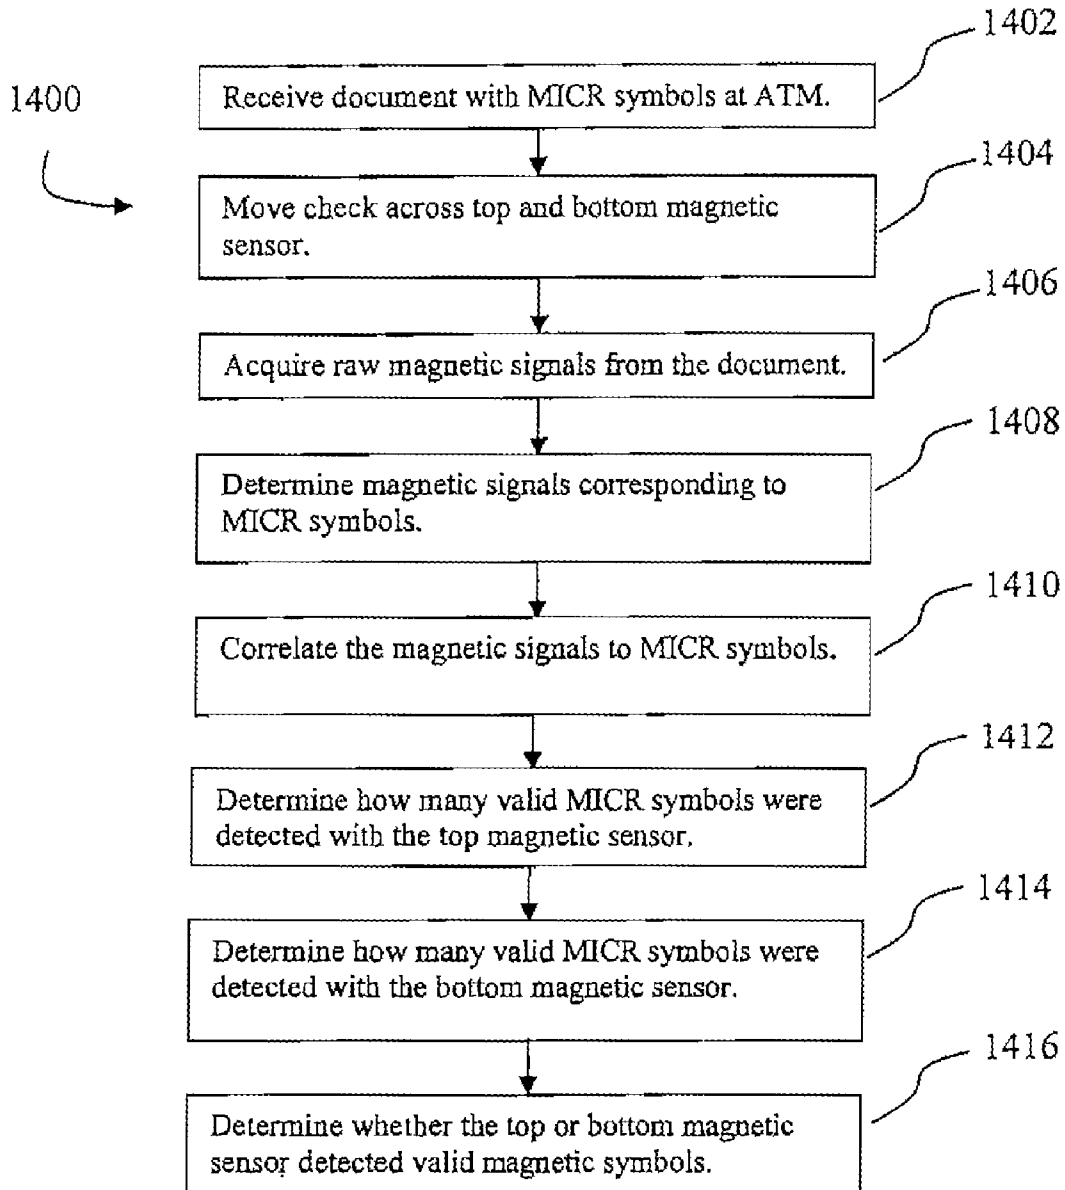 1402
1400
Receive document with MICR symbols at ATM.
1404
Move check across top and bottom magnetic
sensor.
1406
Acquire raw magnetic signals from the document.
1408
Determine magnetic signals corresponding to
MICR symbols.
1410
Correlate the magnetic signals to MICR symbols.
1412
Determine how many valid MICR symbols were
detected with the top magnetic sensor.
1414
Determine how many valid MICR symbols were
detected with the bottom magnetic sensor.
1416
Determine whether the top or bottom magnetic
sensor detected valid magnetic symbols.